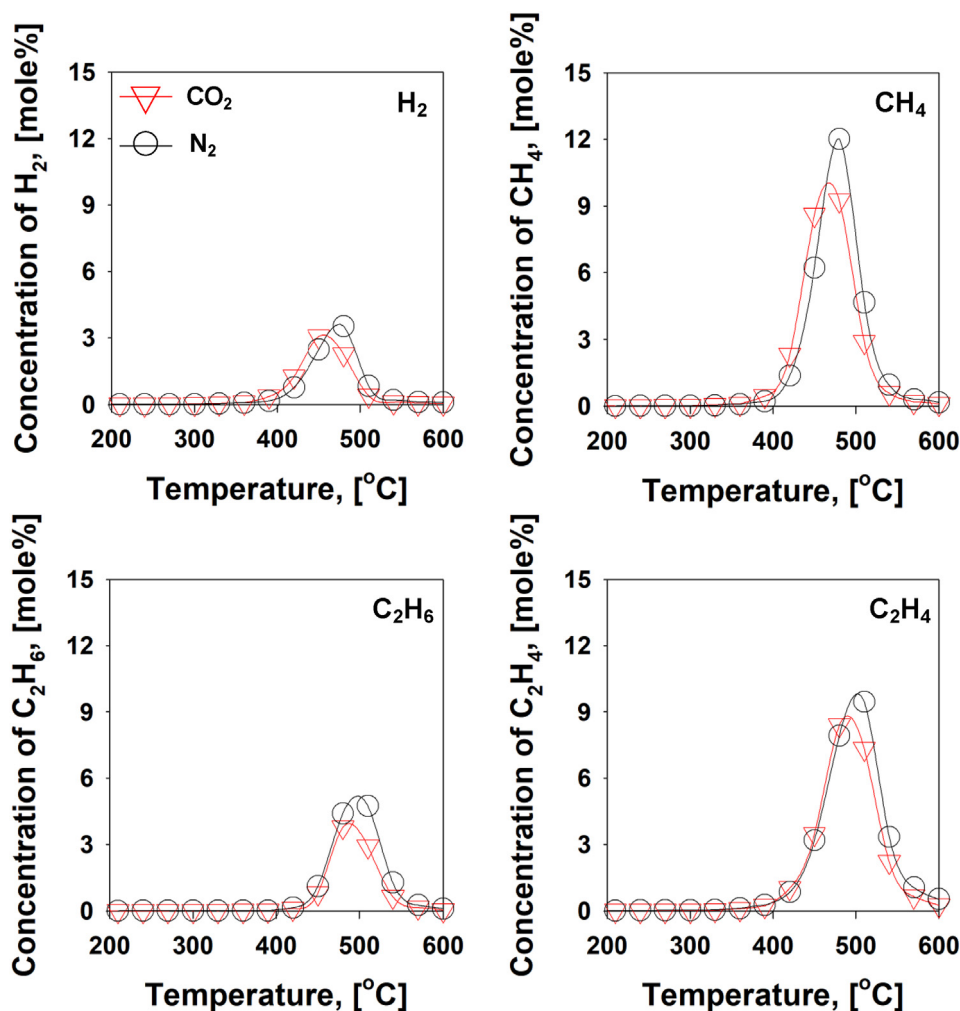 Concentration of H₂, [mole%]
15
12
9
6
3
0
CO₂
N₂
H₂
200 300 400 500 600
Temperature, [°C]
Concentration of CH₄, [mole%]
15
12
9
6
3
0
CH₄
200 300 400 500 600
Temperature, [°C]
Concentration of C₂H₆, [mole%]
15
12
9
6
3
0
C₂H₆
200 300 400 500 600
Temperature, [°C]
Concentration of C₂H₄, [mole%]
15
12
9
6
3
0
C₂H₄
200 300 400 500 600
Temperature, [°C]